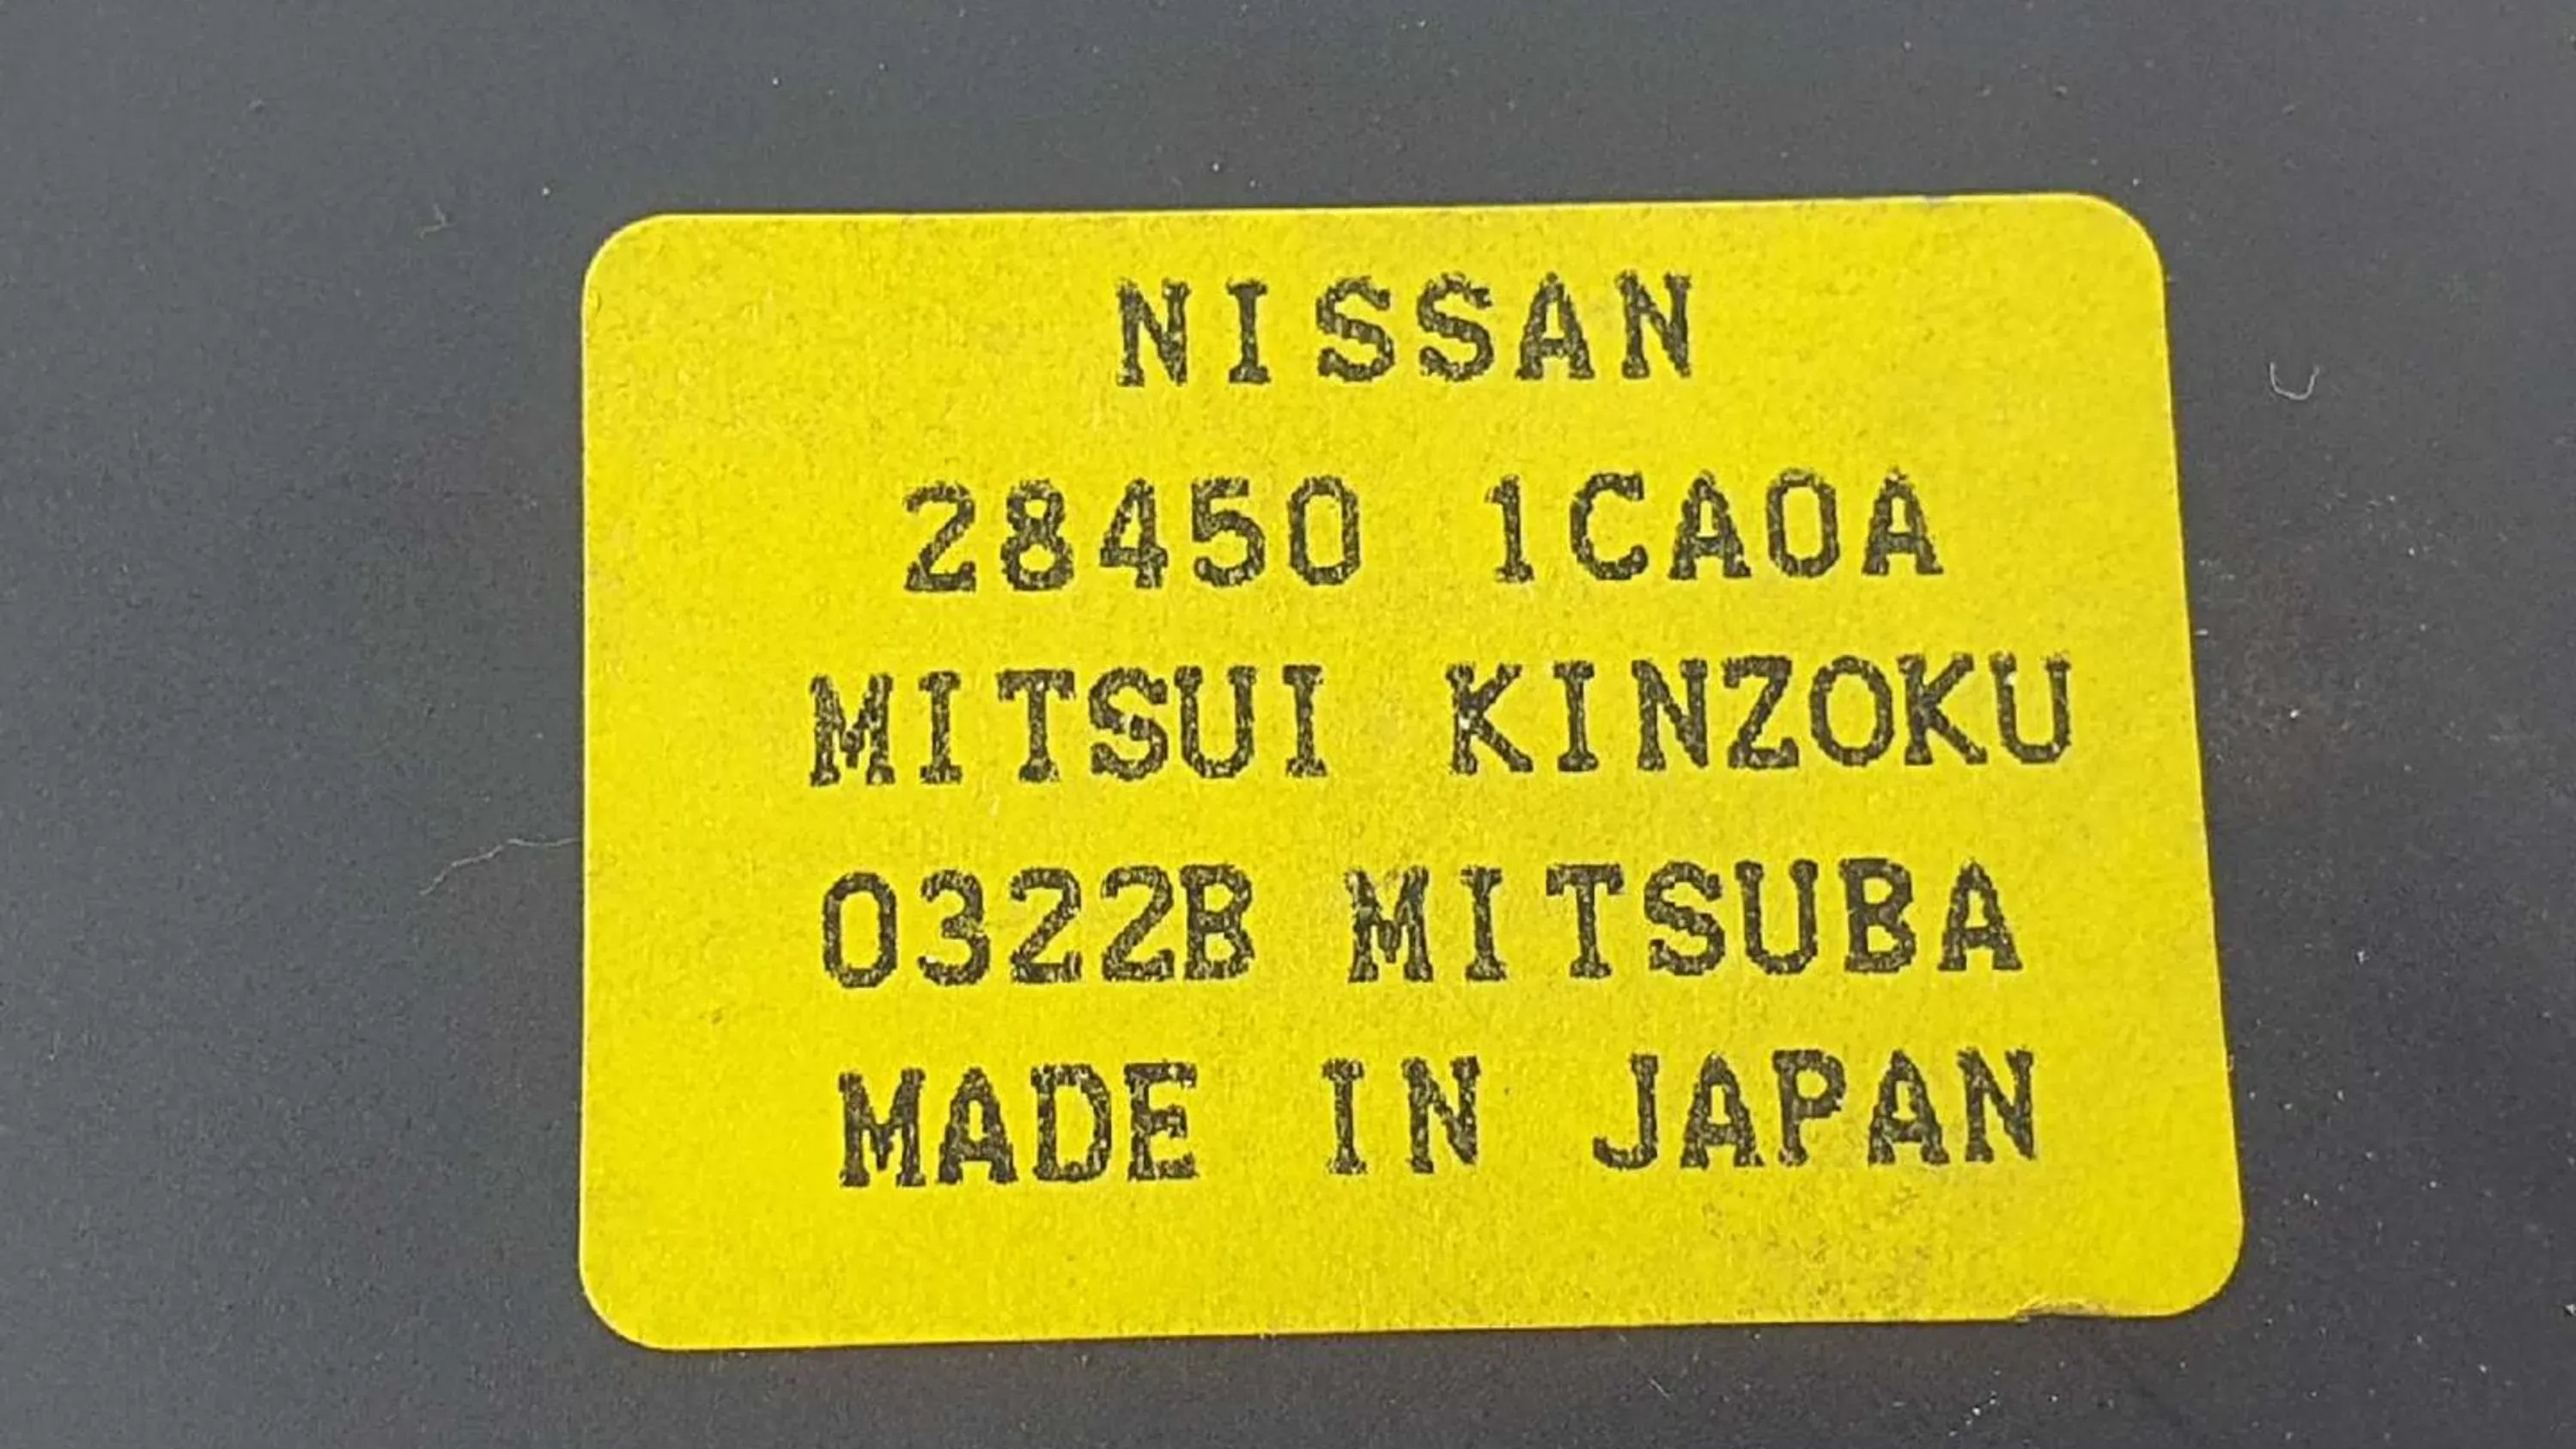 NISSAN
28450 1CA0A
MITSUI KINZOKU
0322B MITSUBA
MADE IN JAPAN